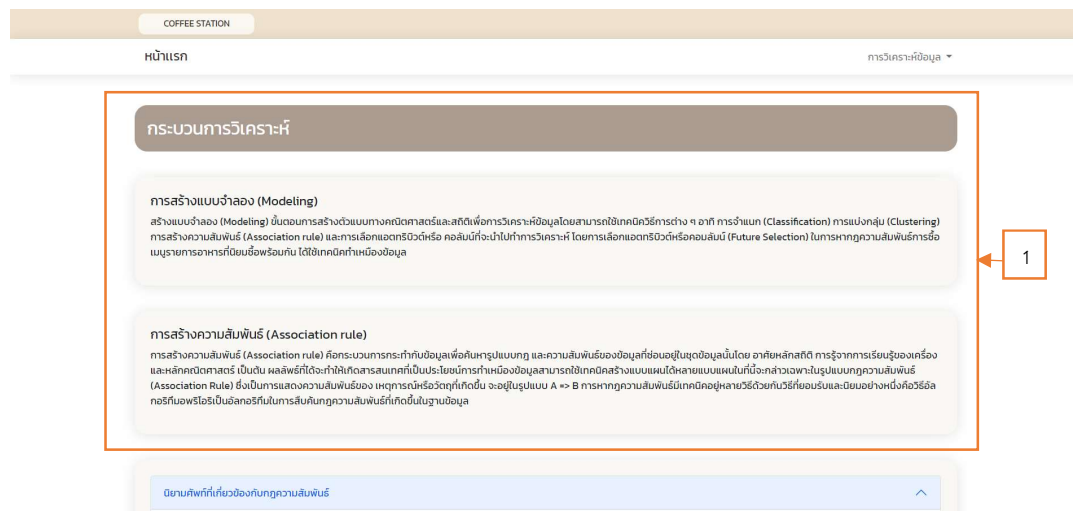 COFFEE STATION
หน้าแรก
การวิเคราะห์ข้อมูล
กระบวนการวิเคราะห์
การสร้างแบบจำลอง (Modeling)
สร้างแบบจำลอง (Modeling) ขั้นตอนการสร้างตัวแบบทางคณิตศาสตร์และสถิติเพื่อการวิเคราะห์ข้อมูลโดยสามารถใช้เทคนิควิธีการต่าง ๆ อาทิ การจำแนก (Classification) การแบ่งกลุ่ม (Clustering)
การสร้างความสัมพันธ์ (Association rule) และการเลือกแอตทริบิวต์หรือ คอลัมน์ที่จะนำไปทำการวิเคราะห์ โดยการเลือกแอตทริบิวต์หรือคอมลัมน์ (Future Selection) ในการหากฎความสัมพันธ์การซื้อ
เมนูรายการอาหารที่นิยมซื้อพร้อมกัน ได้ใช้เทคนิคทำเหมืองข้อมูล
1
การสร้างความสัมพันธ์ (Association rule)
การสร้างความสัมพันธ์ (Association rule) คือกระบวนการกระทำกับข้อมูลเพื่อค้นหารูปแบบกฎ และความสัมพันธ์ของข้อมูลที่ซ่อนอยู่ในชุดข้อมูลนั้นโดย อาศัยหลักสถิติ การรู้จากการเรียนรู้ของเครื่อง
และหลักคณิตศาสตร์ เป็นต้น ผลลัพธ์ที่ได้จะทำให้เกิดสารสนเทศที่เป็นประโยชน์การทำเหมืองข้อมูลสามารถใช้เทคนิคสร้างแบบแผนได้หลายแบบแผนในที่นี้จะกล่าวเฉพาะในรูปแบบกฎความสัมพันธ์
(Association Rule) ซึ่งเป็นการแสดงความสัมพันธ์ของ เหตุการณ์หรือวัตถุที่เกิดขึ้น จะอยู่ในรูปแบบ A => B การหากฎความสัมพันธ์มีเทคนิคอยู่หลายวิธีด้วยกันวิธีที่ยอมรับและนิยมอย่างหนึ่งคือวิธีอัล
กอริทึมอพริโอริเป็นอัลกอริทึมในการสืบค้นกฎความสัมพันธ์ที่เกิดขึ้นในฐานข้อมูล
นิยามศัพท์ที่เกี่ยวข้องกับกฎความสัมพันธ์